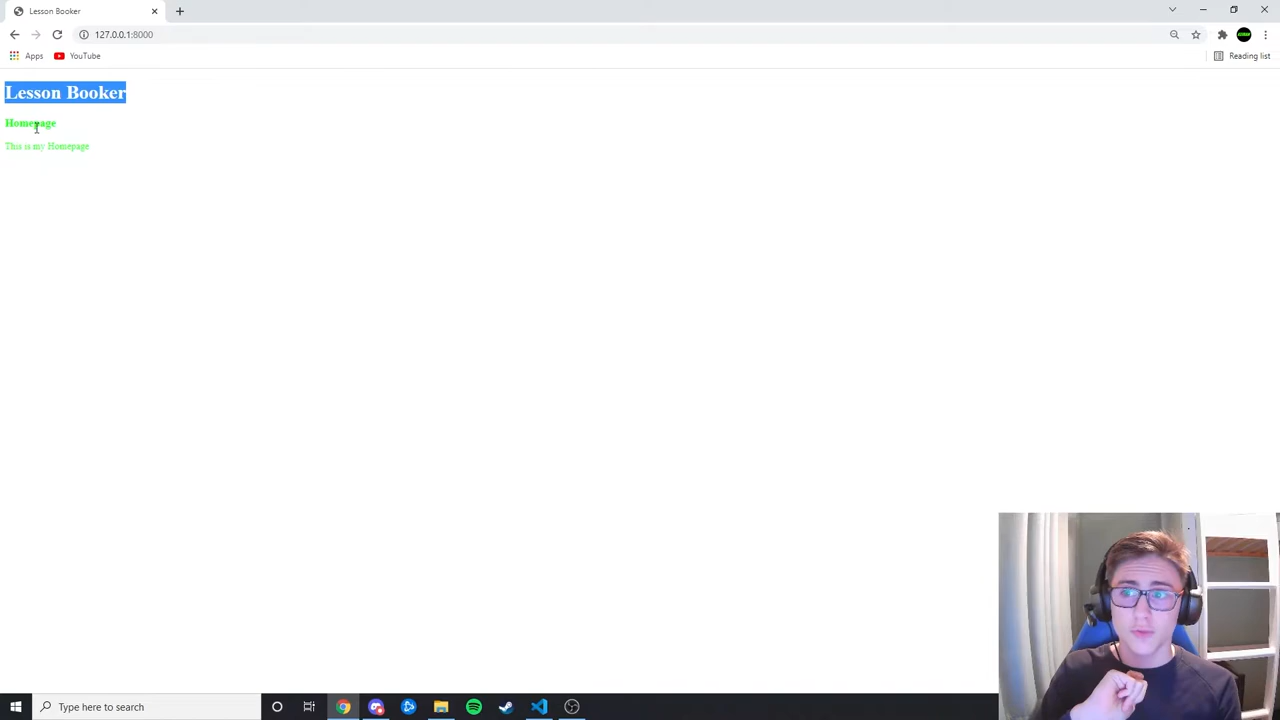 Lesson Booker
127.0.0.1:8000
Apps
YouTube
Reading list
Lesson Booker
Homepage
This is my Homepage
Type here to search